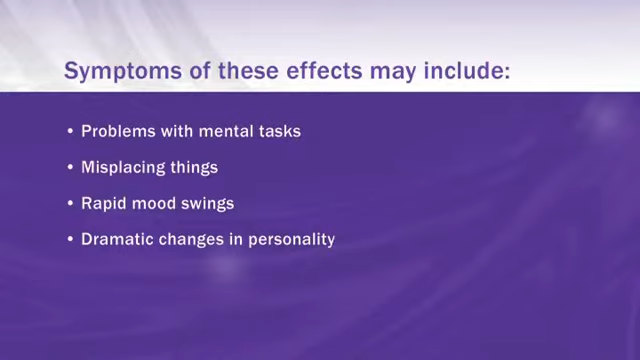 Symptoms of these effects may include:
• Problems with mental tasks
• Misplacing things
• Rapid mood swings
• Dramatic changes in personality